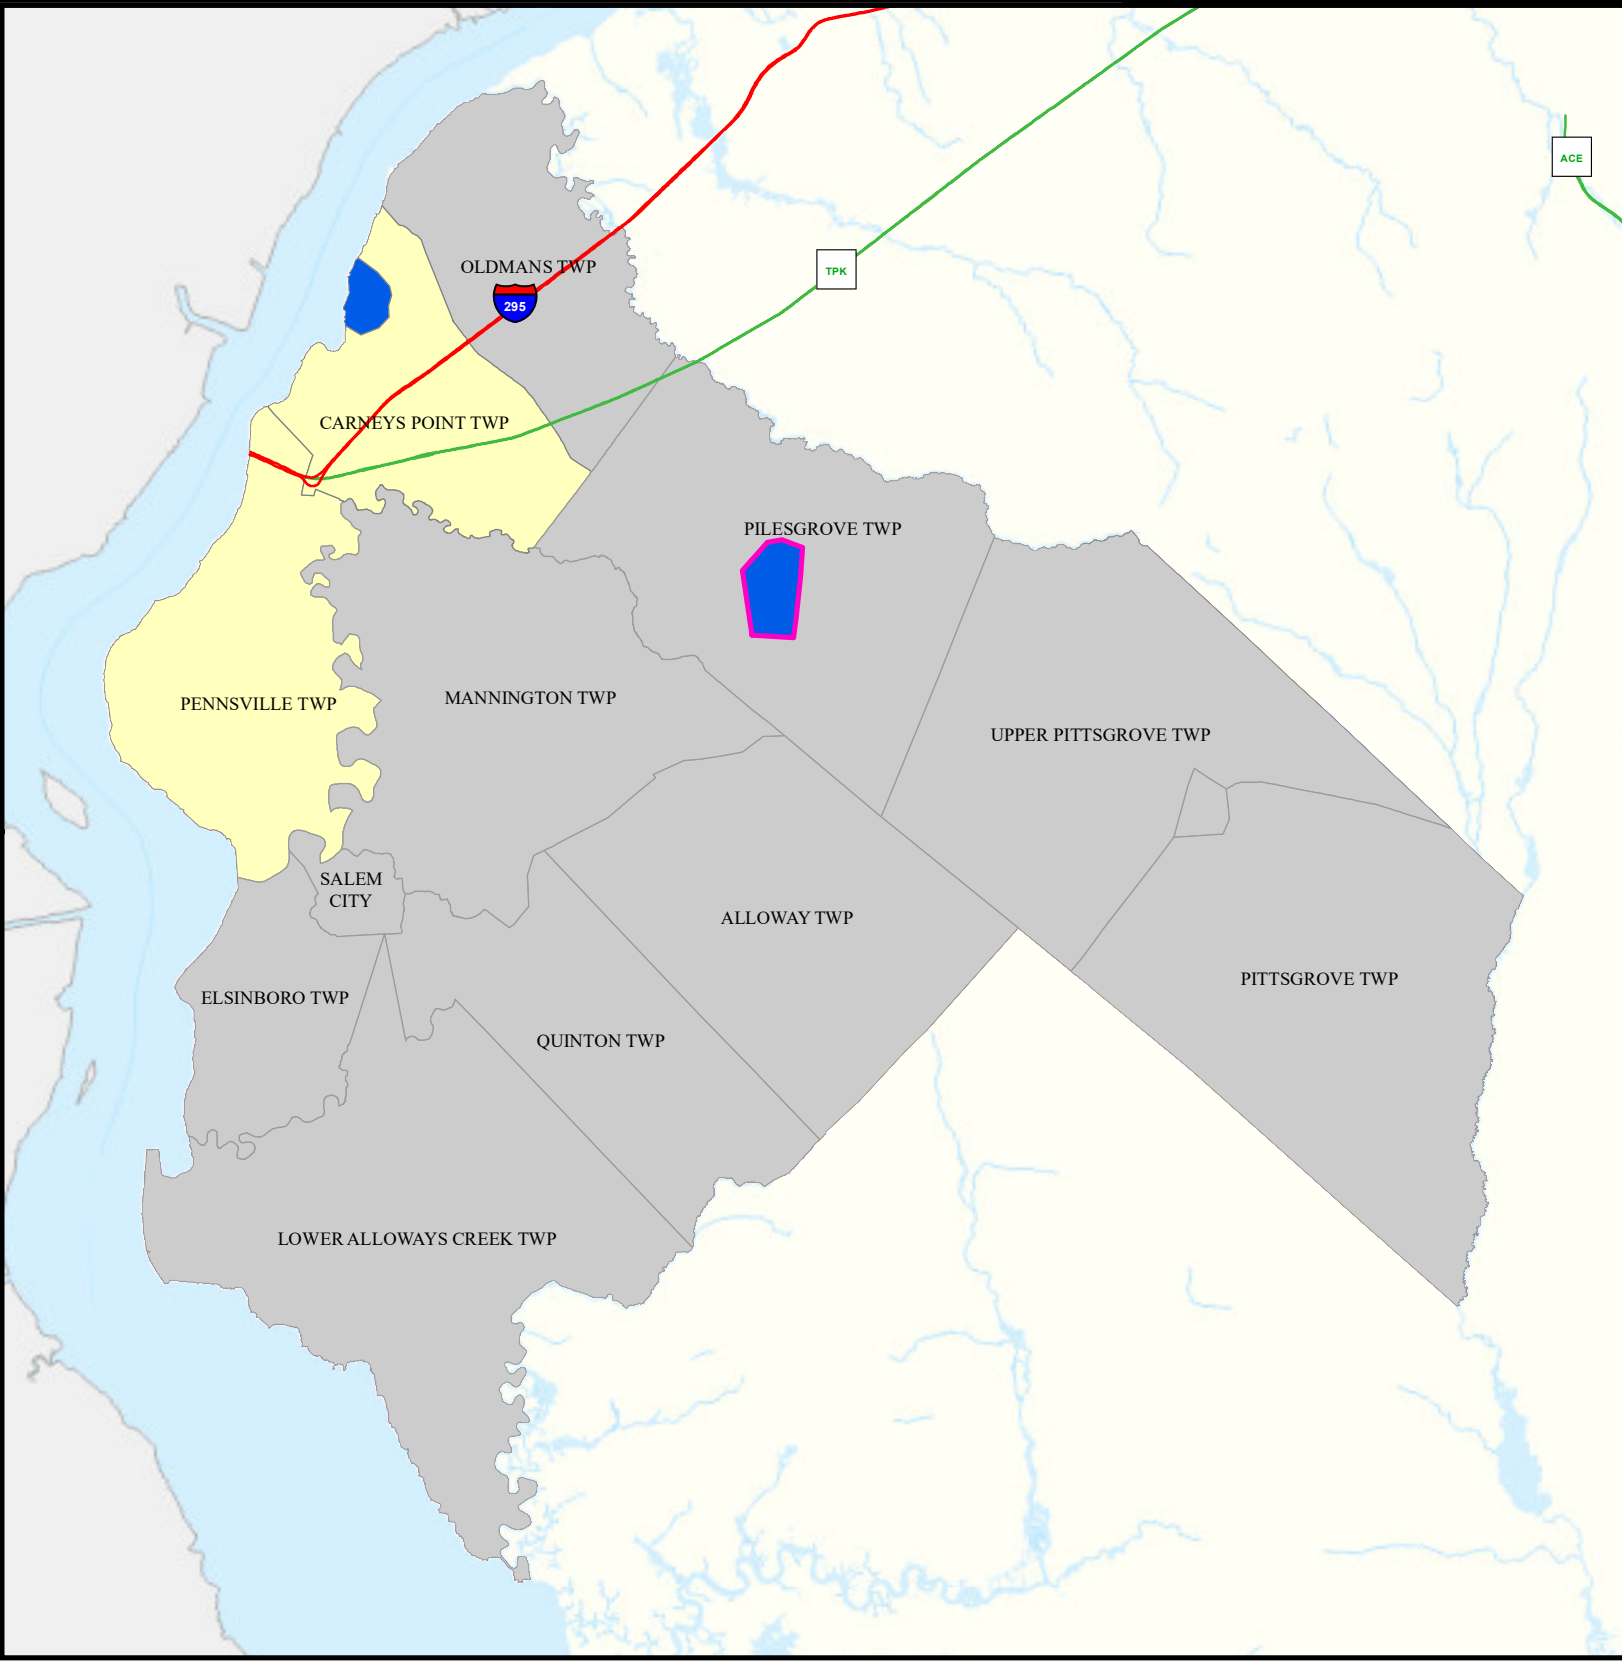 ACE
OLDMANS TWP
TPK
295
CARNEYS POINT TWP
PILESGROVE TWP
PENNSVILLE TWP
MANNINGTON TWP
UPPER PITTSGROVE TWP
SALEM
CITY
ALLOWAY TWP
PITTSGROVE TWP
ELSINBORO TWP
QUINTON TWP
LOWER ALLOWAYS CREEK TWP